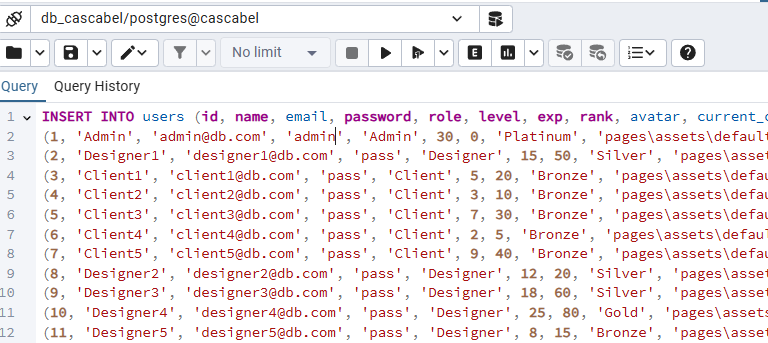 db_cascabel/postgres@cascabel
No limit
Query Query History
1 INSERT INTO users (id, name, email, password, role, level, exp, rank, avatar,
2 (1, 'Admin', 'admin@db.com', 'admin', 'Admin', 30, 0, 'Platinum', 'pages\assets\default
3 (2, 'Designer1', 'designer1@db.com', 'pass', 'Designer', 15, 50, 'Silver', 'pages\asset
4 (3, 'Client1', 'client1@db.com', 'pass', 'Client', 5, 20, 'Bronze', 'pages\assets\defau
5 (4, 'Client2', 'client2@db.com', 'pass', 'Client', 3, 10, 'Bronze', 'pages\assets\defau
6 (5, 'Client3', 'client3@db.com', 'pass', 'Client', 7, 30, 'Bronze', 'pages\assets\defau
7 (6, 'Client4', 'client4@db.com', 'pass', 'Client', 2, 5, 'Bronze', 'pages\assets\defaul
8 (7, 'Client5', 'client5@db.com', 'pass', 'Client', 9, 40, 'Bronze', 'pages\assets\defau
9 (8, 'Designer2', 'designer2@db.com', 'pass', 'Designer', 12, 20, 'Silver', 'pages\asset
10 (9, 'Designer3', 'designer3@db.com', 'pass', 'Designer', 18, 60, 'Silver', 'pages\asset
11 (10, 'Designer4', 'designer4@db.com', 'pass', 'Designer', 25, 80, 'Gold', 'pages\assets
12 (11, 'Designer5', 'designer5@db.com', 'pass', 'Designer', 8, 15, 'Bronze', 'pages\asset